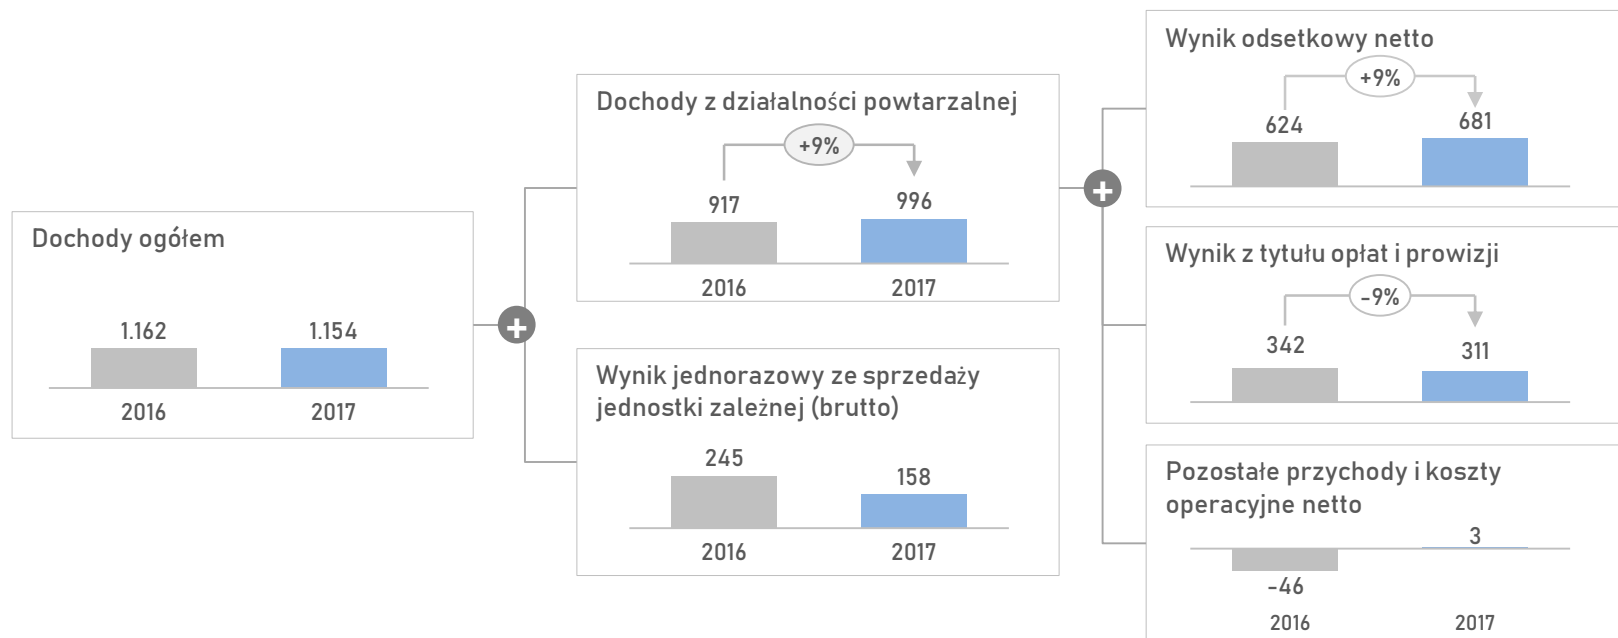 Dochody ogółem
1.162 1.154
2016 2017
+
Dochody z działalności powtarzalnej
+9%
917 996
2016 2017
Wynik jednorazowy ze sprzedaży
jednostki zależnej (brutto)
245 158
2016 2017
+
Wynik odsetkowy netto
+9%
624 681
Wynik z tytułu opłat i prowizji
-9%
342 311
Pozostałe przychody i koszty
operacyjne netto
3
-46
2016 2017